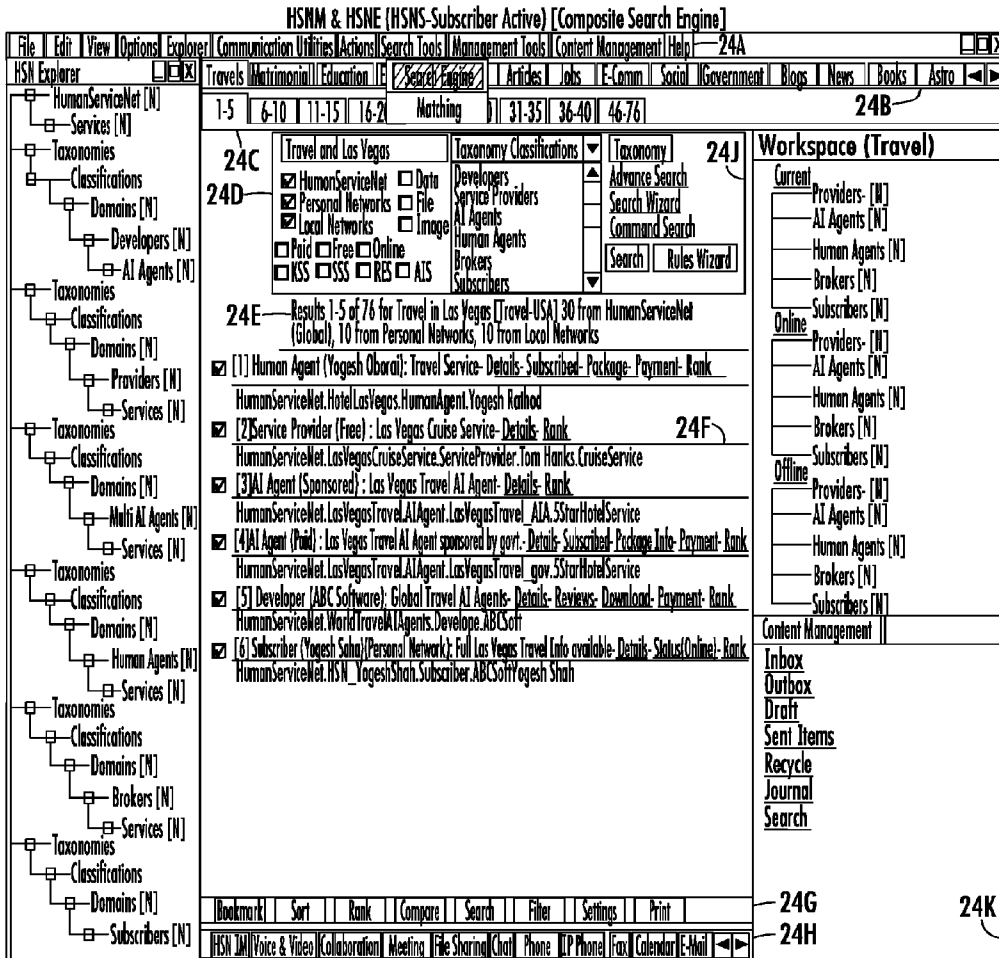 HSNM & HSNE (HSNS-Subscriber Active) [Composite Search Engine]
File Edit View Options Explorer Communication Utilities Actions Search Tools Management Tools Content Management Help 24A
HSN Explorer
HumanServiceNet [N]
Services [N]
Taxonomies
Classifications
Domains [N]
Developers [N]
AI Agents [N]
Taxonomies
Classifications
Domains [N]
Providers [N]
Services [N]
Taxonomies
Classifications
Domains [N]
Multi AI Agents [N]
Services [N]
Taxonomies
Classifications
Domains [N]
Human Agents [N]
Services [N]
Taxonomies
Classifications
Domains [N]
Brokers [N]
Services [N]
Taxonomies
Classifications
Domains [N]
Subscribers [N]
Travels Matrimonial Education E Search Engine Articles Jobs E-Comm Social Government Blogs News Books Astro
Matching
24B
1-5 6-10 11-15 16-2 31-35 36-40 46-76
24C
24D
Travel and Las Vegas
HumanServiceNet Data
Personal Networks File
Local Networks Image
Paid Free Online
KSS SSS RES AIS
Taxonomy Classifications
Developers
Service Providers
AI Agents
Human Agents
Brokers
Subscribers
Taxonomy
24J
Advance Search
Search Wizard
Command Search
Search Rules Wizard
24E
Results 1-5 of 76 for Travel in Las Vegas [Travel-USA] 30 from HumanServiceNet
(Global), 10 from Personal Networks, 10 from Local Networks
[1] Human Agent (Yogesh Oborai): Travel Service- Details- Subscribed- Package- Payment- Rank
HumanServiceNet.HotelLasVegas.HumanAgent.Yogesh Rathod
[2]Service Provider (Free) : Las Vegas Cruise Service- Details- Rank
24F
HumanServiceNet.LasVegasCruiseService.ServiceProvider.Tom Hanks.CruiseService
[3]AI Agent (Sponsored) : Las Vegas Travel AI Agent- Details- Rank
HumanServiceNet.LasVegasTravel.AIAgent.LasVegasTravel_AIA.5StarHotelService
[4]AI Agent (Paid) : Las Vegas Travel AI Agent sponsored by govt.- Details- Subscribed- Package Info- Payment- Rank
HumanServiceNet.LasVegasTravel.AIAgent.LasVegasTravel_gov.5StarHotelService
[5] Developer (ABC Software): Global Travel AI Agents- Details- Reviews- Download- Payment- Rank
HumanServiceNet.WorldTravelAIAgents.Develope.ABCSoft
[6] Subscriber (Yogesh Saha)(Personal Network): Full Las Vegas Travel Info available- Details- Status(Online)- Rank
HumanServiceNet.HSN_YogeshShah.Subscriber.ABCSoftYogesh Shah
Bookmark Sort Rank Compare Search Filter Settings Print
24G
HSN IM Voice & Video Collaboration Meeting File Sharing Chat Phone I.P Phone Fax Calendar E-Mail
24H
Workspace (Travel)
Current
Providers- [N]
AI Agents [N]
Human Agents [N]
Brokers [N]
Subscribers [N]
Online
Providers- [N]
AI Agents [N]
Human Agents [N]
Brokers [N]
Subscribers [N]
Offline
Providers- [N]
AI Agents [N]
Human Agents [N]
Brokers [N]
Subscribers [N]
Content Management
Inbox
Outbox
Draft
Sent Items
Recycle
Journal
Search
24K